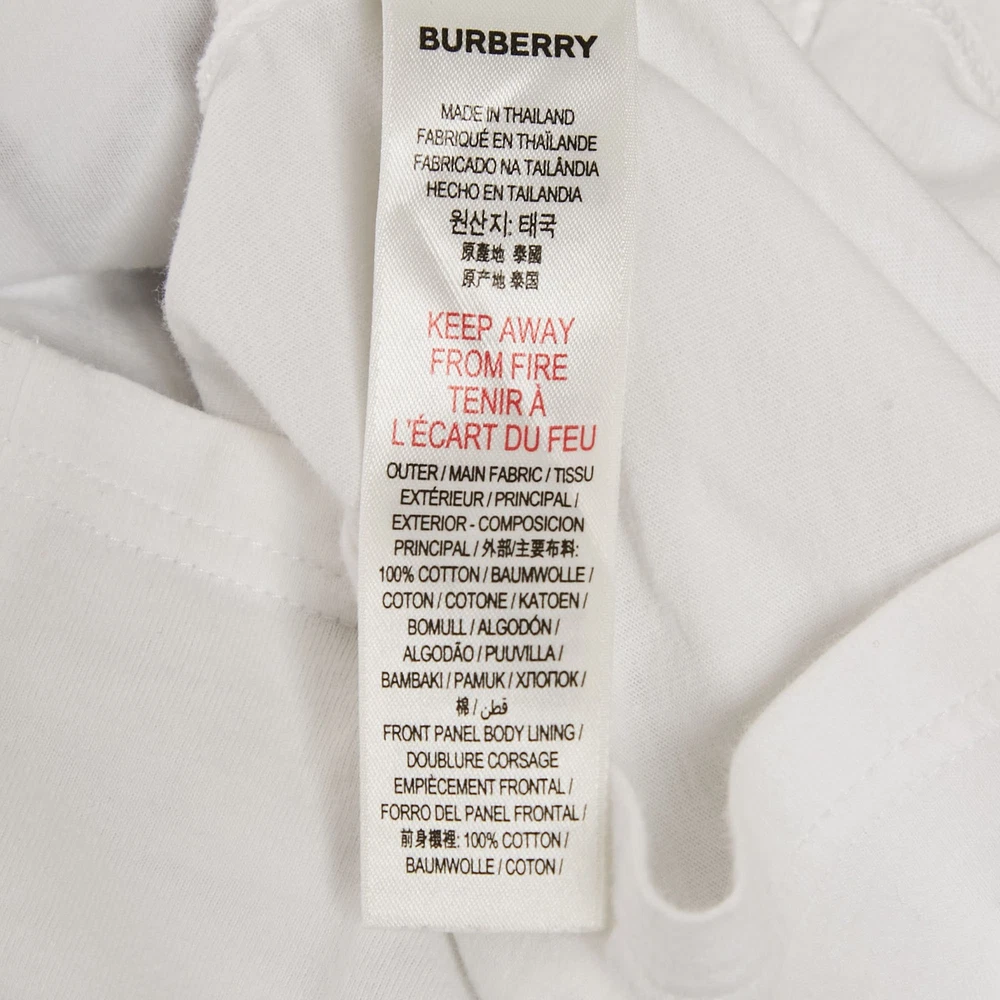 BURBERRY
MADE IN THAILAND
FABRIQUÉ EN THAÏLANDE
FABRICADO NA TAILÂNDIA
HECHO EN TAILANDIA
원산지: 태국
原產地 泰國
原产地 泰国
KEEP AWAY
FROM FIRE
TENIR À
L'ÉCART DU FEU
OUTER / MAIN FABRIC / TISSU
EXTÉRIEUR / PRINCIPAL /
EXTERIOR - COMPOSICION
PRINCIPAL / 外部/主要布料:
100% COTTON / BAUMWOLLE /
COTON / COTONE / KATOEN /
BOMULL / ALGODÓN /
ALGODÃO / PUUVILLA /
BAMBAKI / PAMUK / ХЛОПОК /
棉 / قطن
FRONT PANEL BODY LINING /
DOUBLURE CORSAGE
EMPIÈCEMENT FRONTAL /
FORRO DEL PANEL FRONTAL /
前身襯裡: 100% COTTON /
BAUMWOLLE / COTON /